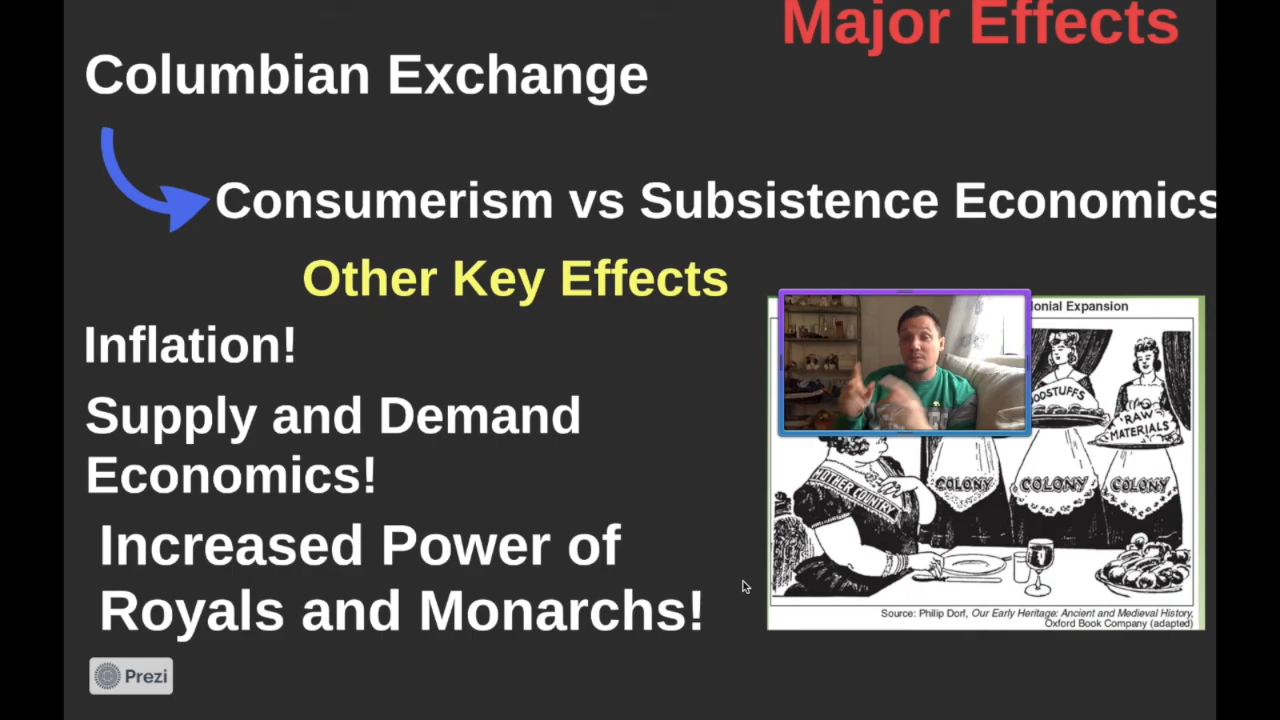 Major Effects
Columbian Exchange
Consumerism vs Subsistence Economics
Other Key Effects
Inflation!
Supply and Demand
Economics!
Increased Power of
Royals and Monarchs!
Expansion
RAW
MATERIALS
COLONY COLONY COLONY
MOTHER COUNTRY
Source: Philip Dorf, Our Early Heritage: Ancient and Medieval History,
Oxford Book Company (adapted)
Prezi